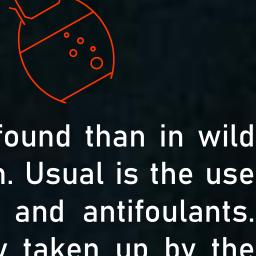 found than in wild
n. Usual is the use
and antifoulants.
taken up by the